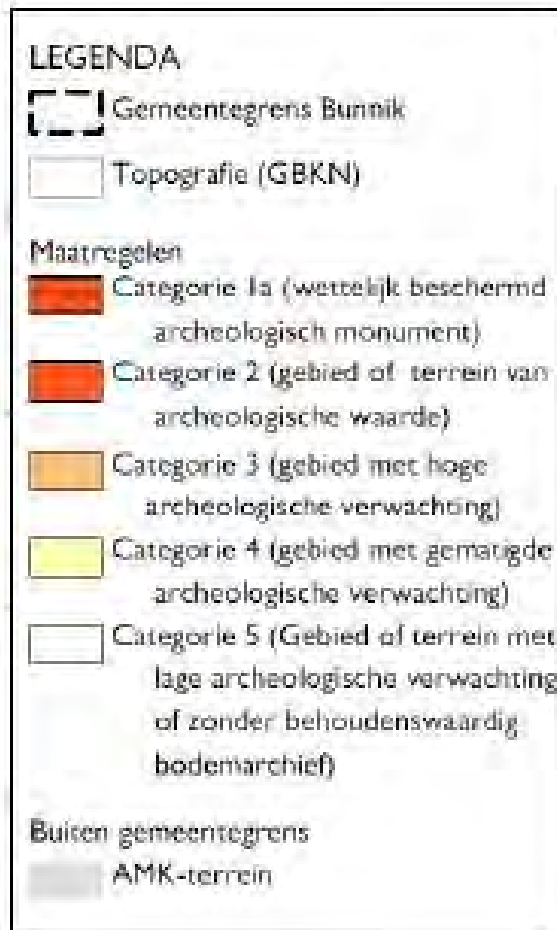 LEGENDA
Gemeentegrens Bunnik
Topografie (GBKN)
Maatregelen
Categorie 1a (wettelijk beschermd
archeologisch monument)
Categorie 2 (gebied of terrein van
archeologische waarde)
Categorie 3 (gebied met hoge
archeologische verwachting)
Categorie 4 (gebied met gematigde
archeologische verwachting)
Categorie 5 (Gebied of terrein met
lage archeologische verwachting
of zonder behoudenswaardig
bodemarchief)
Buiten gemeentegrens
AMK-terrein